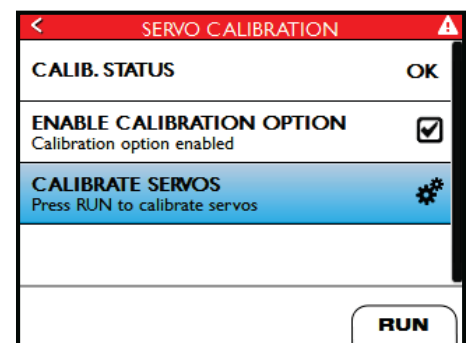 SERVO CALIBRATION
CALIB. STATUS OK
ENABLE CALIBRATION OPTION
Calibration option enabled
CALIBRATE SERVOS
Press RUN to calibrate servos
RUN